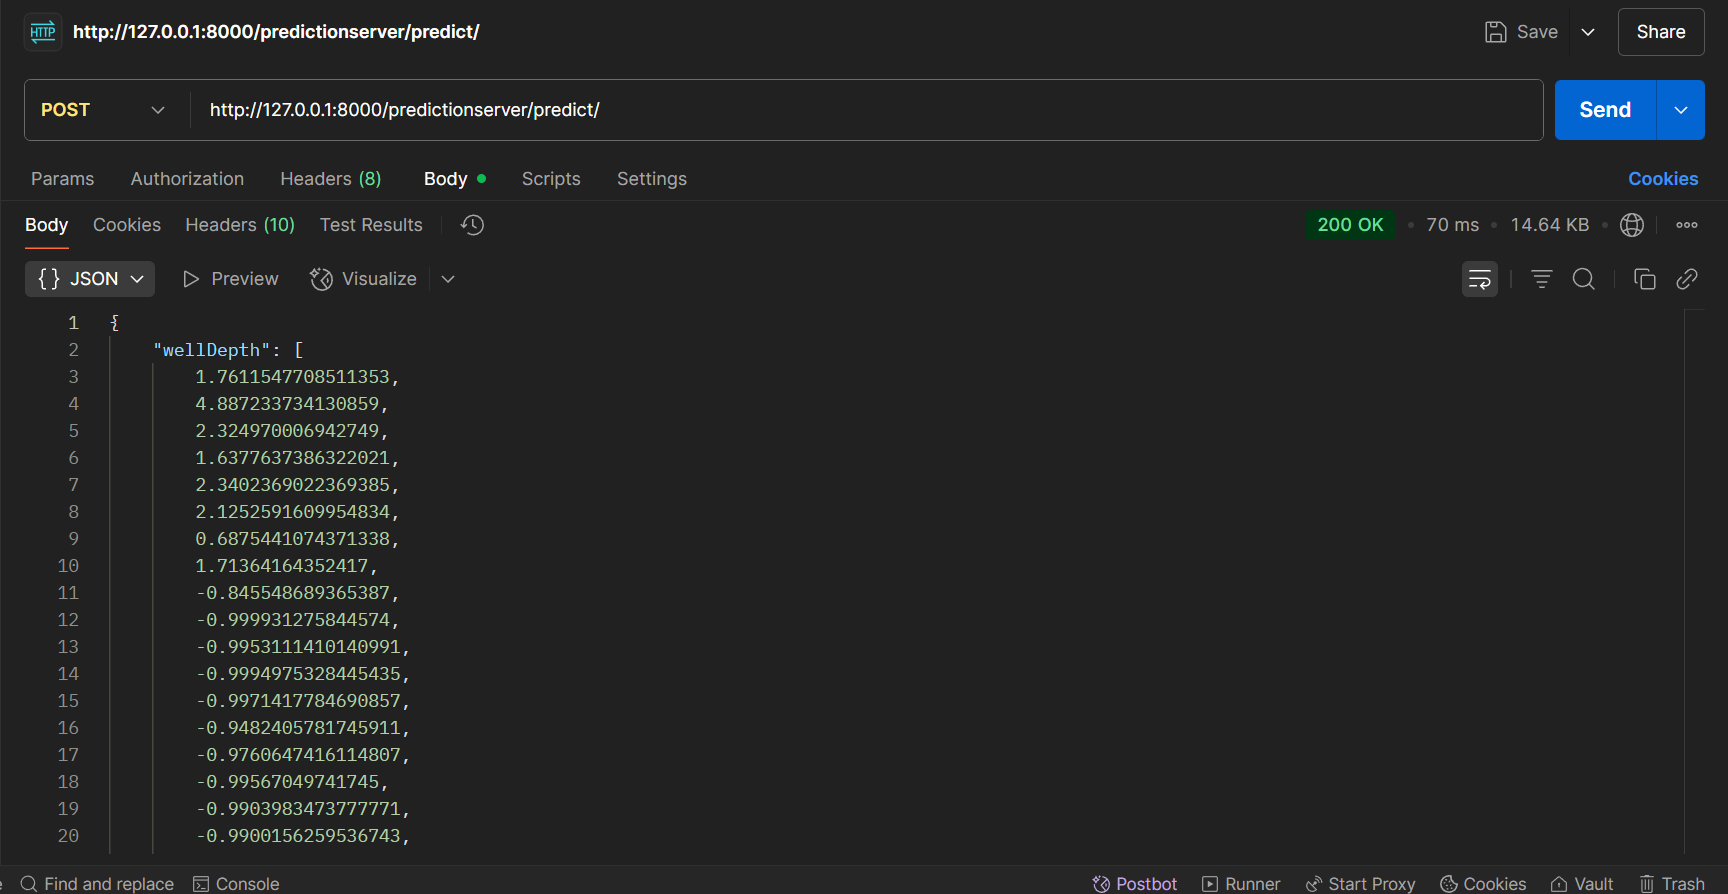 HTTP http://127.0.0.1:8000/predictionserver/predict/ Save Share
POST http://127.0.0.1:8000/predictionserver/predict/ Send
Params Authorization Headers (8) Body Scripts Settings Cookies
Body Cookies Headers (10) Test Results 200 OK • 70 ms • 14.64 KB •
{} JSON Preview Visualize
1 {
2 "wellDepth": [
3 1.7611547708511353,
4 4.887233734130859,
5 2.324970006942749,
6 1.6377637386322021,
7 2.3402369022369385,
8 2.1252591609954834,
9 0.6875441074371338,
10 1.71364164352417,
11 -0.845548689365387,
12 -0.999931275844574,
13 -0.9953111410140991,
14 -0.9994975328445435,
15 -0.9971417784690857,
16 -0.9482405781745911,
17 -0.9760647416114807,
18 -0.99567049741745,
19 -0.9903983473777771,
20 -0.9900156259536743,
Find and replace Console Postbot Runner Start Proxy Cookies Vault Trash